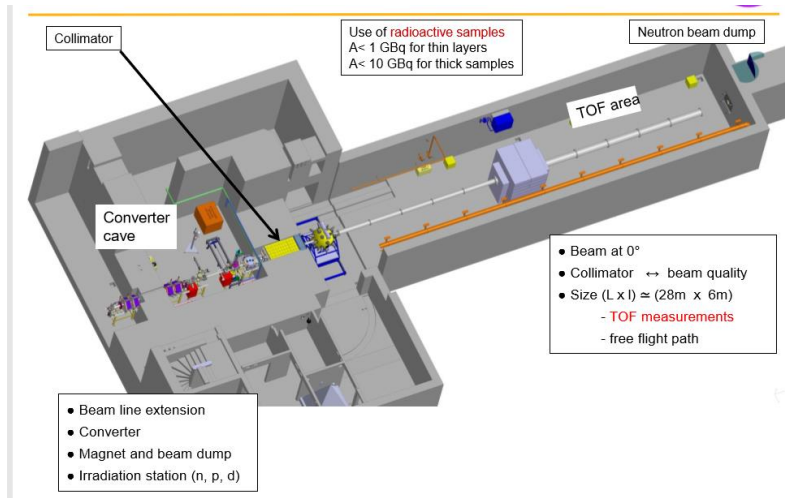 Collimator
Use of radioactive samples
A< 1 GBq for thin layers
A< 10 GBq for thick samples
Neutron beam dump
TOF area
Converter
cave
● Beam at 0°
● Collimator ↔ beam quality
● Size (L x l) ≃ (28m x 6m)
- TOF measurements
- free flight path
● Beam line extension
● Converter
● Magnet and beam dump
● Irradiation station (n, p, d)